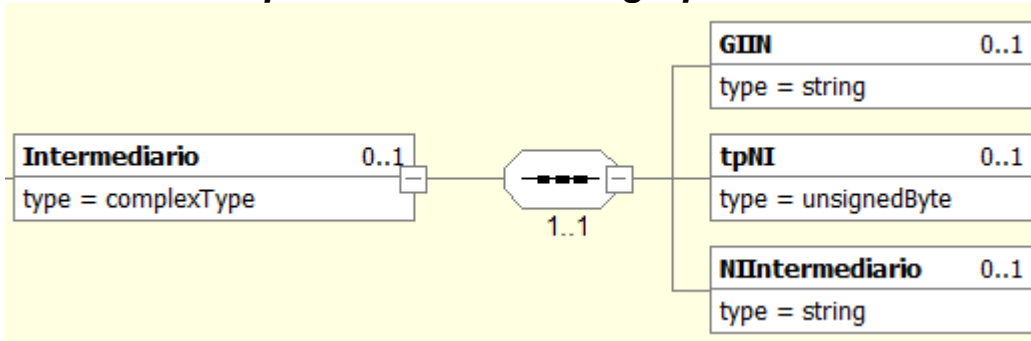 GIIN 0..1
type = string
Intermediario 0..1
type = complexType
1..1
tpNI 0..1
type = unsignedByte
NIIntermediario 0..1
type = string